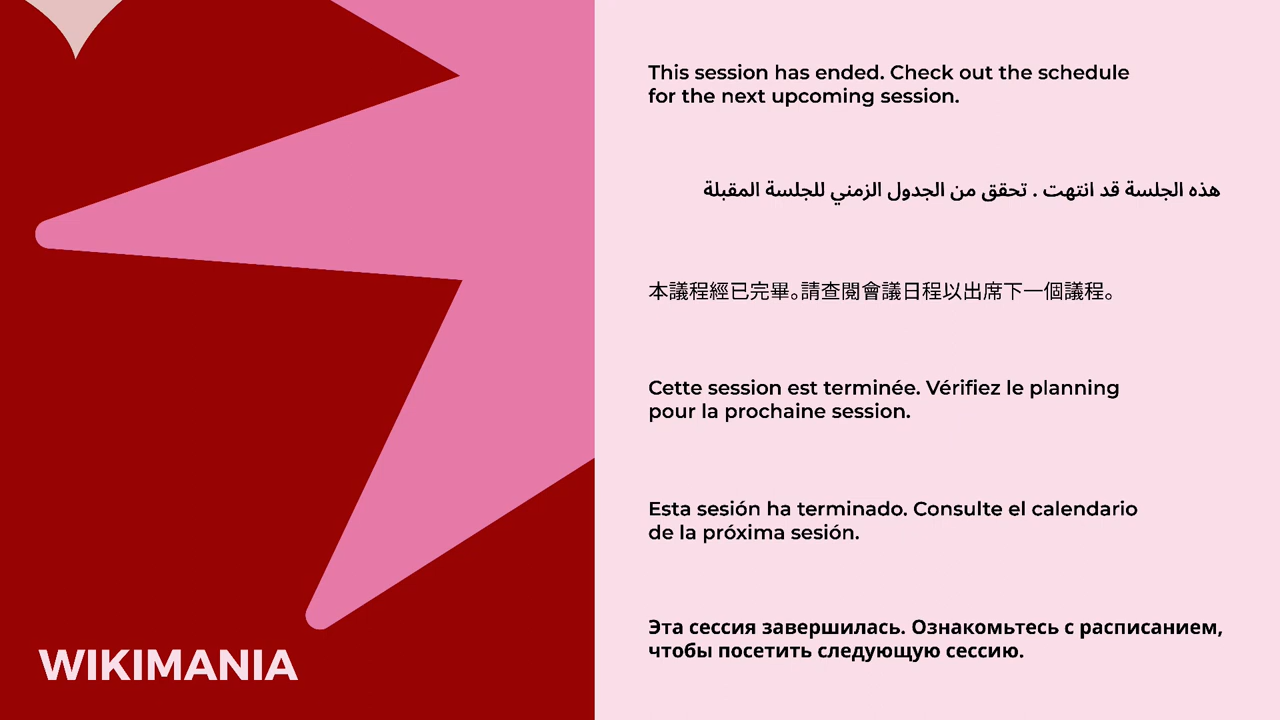 This session has ended. Check out the schedule
for the next upcoming session.
هذه الجلسة قد انتهت . تحقق من الجدول الزمني للجلسة المقبلة
本議程經已完畢。請查閱會議日程以出席下一個議程。
Cette session est terminée. Vérifiez le planning
pour la prochaine session.
Esta sesión ha terminado. Consulte el calendario
de la próxima sesión.
Эта сессия завершилась. Ознакомьтесь с расписанием,
чтобы посетить следующую сессию.
WIKIMANIA